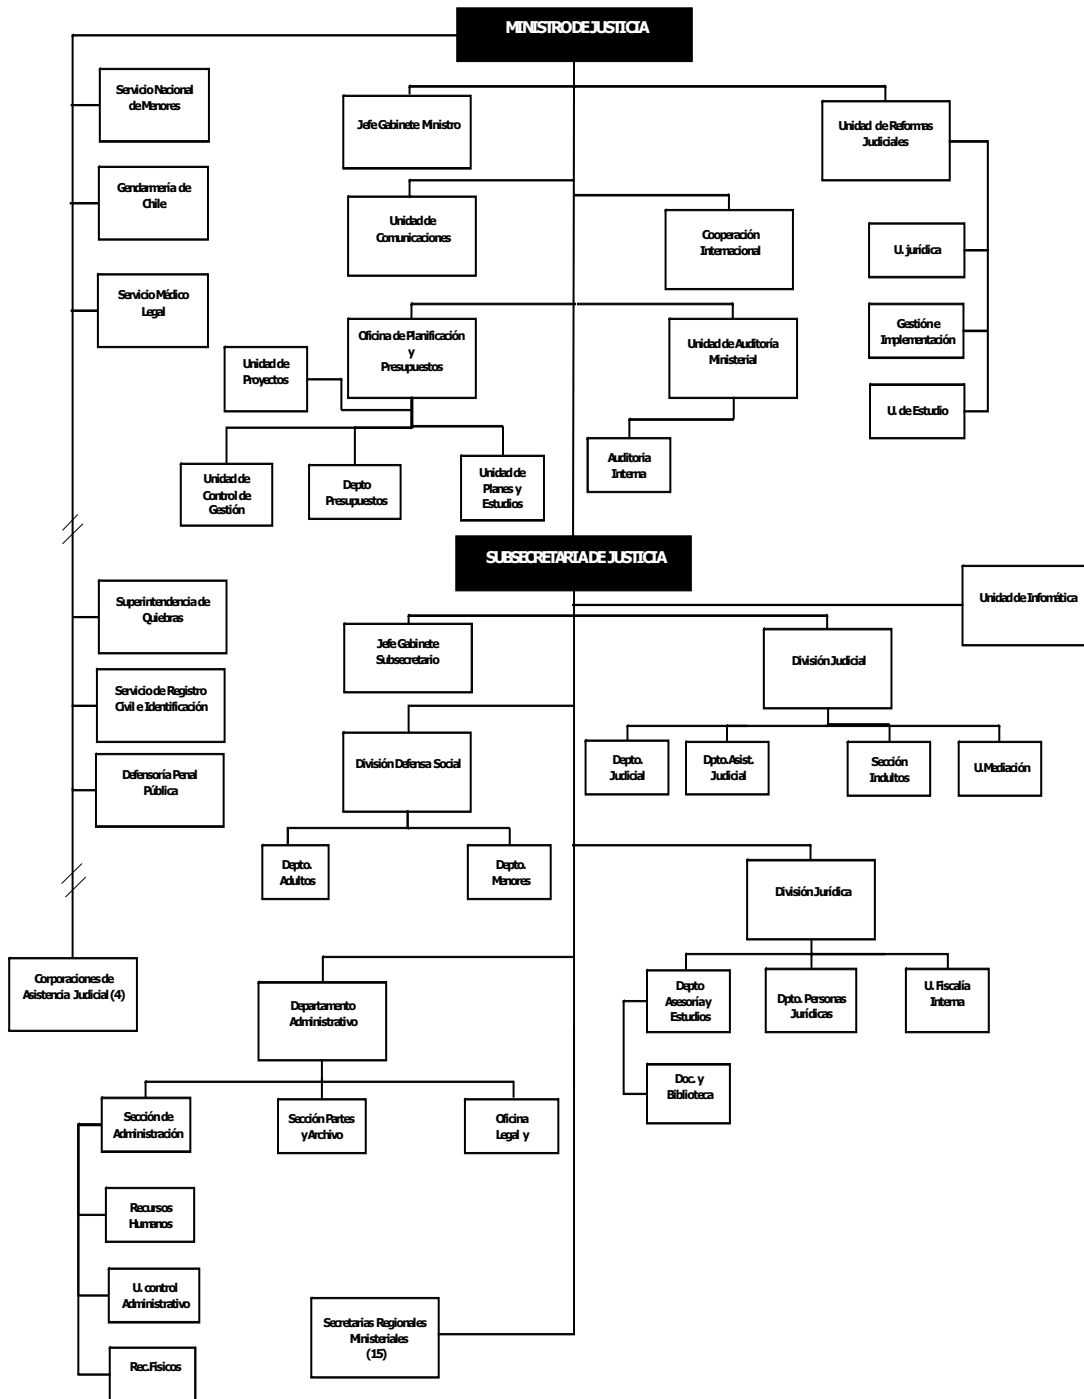 MINISTRO DE JUSTICIA
Servicio Nacional
de Menores
Jefe Gabinete Ministro
Unidad de Reformas
Judiciales
Gendarmería de
Chile
Unidad de
Comunicaciones
Cooperación
Internacional
U. jurídica
Servicio Médico
Legal
Oficina de Planificación
y
Presupuestos
Unidad de Auditoría
Ministerial
Gestión e
Implementación
Unidad de
Proyectos
U. de Estudio
Unidad de
Control de
Gestión
Depto
Presupuestos
Unidad de
Planes y
Estudios
Auditoria
Interna
SUBSECRETARIA DE JUSTICIA
Superintendencia de
Quiebras
Unidad de Informática
Jefe Gabinete
Subsecretario
División Judicial
Servicio de Registro
Civil e Identificación
División Defensa Social
Depto.
Judicial
Dpto. Asist.
Judicial
Sección
Indultos
U. Mediación
Defensoría Penal
Pública
Depto.
Adultos
Depto.
Menores
División Jurídica
Corporaciones de
Asistencia Judicial (4)
Departamento
Administrativo
Depto
Asesoría y
Estudios
Dpto. Personas
Jurídicas
U. Fiscalía
Interna
Doc. y
Biblioteca
Sección de
Administración
Sección Partes
y Archivo
Oficina
Legal y
Recursos
Humanos
U. control
Administrativo
Secretarias Regionales
Ministeriales
(15)
Rec. Fisicos